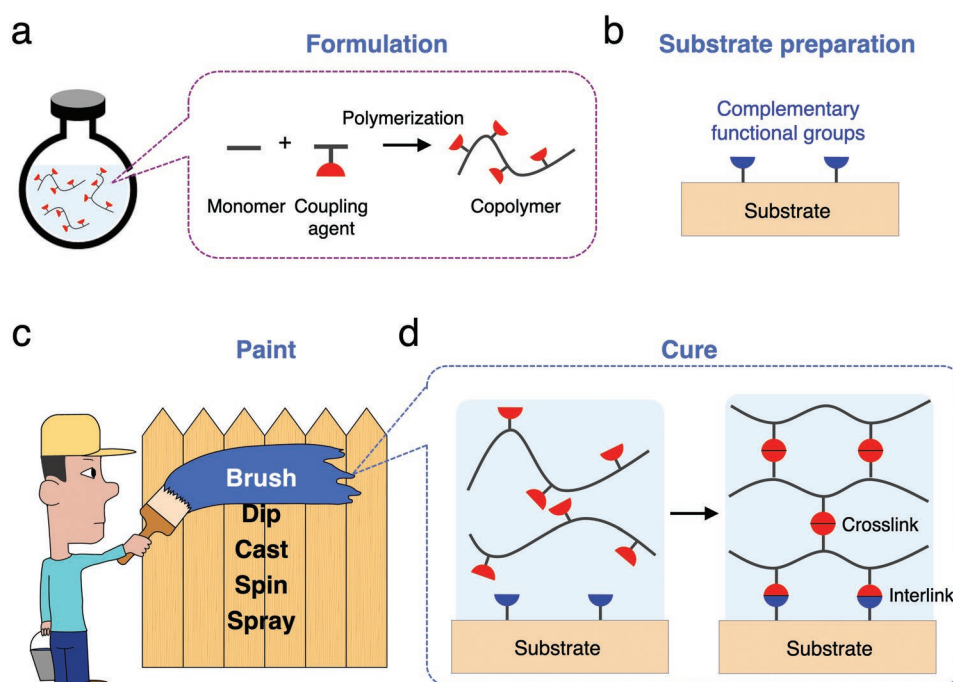 a
Formulation
Polymerization
+
Monomer
Coupling
agent
Copolymer
b
Substrate preparation
Complementary
functional groups
Substrate
c
Paint
Brush
Dip
Cast
Spin
Spray
d
Cure
Crosslink
Interlink
Substrate
Substrate